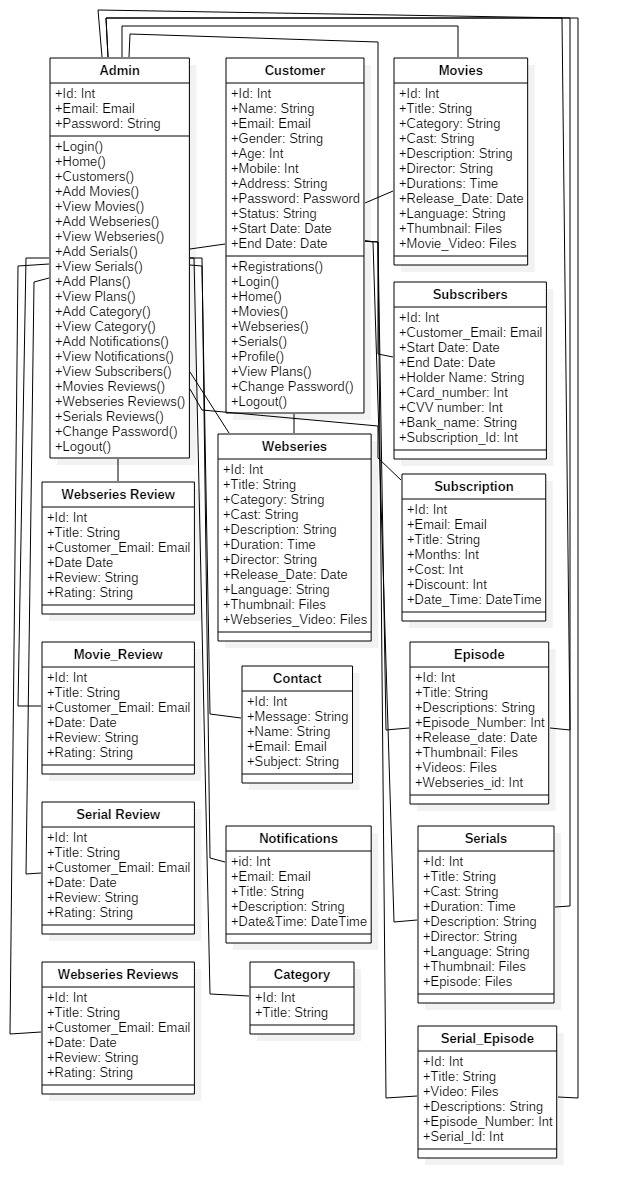 Admin
+Id: Int
+Email: Email
+Password: String
+Login()
+Home()
+Customers()
+Add Movies()
+View Movies()
+Add Webseries()
+View Webseries()
+Add Serials()
+View Serials()
+Add Plans()
+View Plans()
+Add Category()
+View Category()
+Add Notifications()
+View Notifications()
+View Subscribers()
+Movies Reviews()
+Webseries Reviews()
+Serials Reviews()
+Change Password()
+Logout()
Customer
+Id: Int
+Name: String
+Email: Email
+Gender: String
+Age: Int
+Mobile: Int
+Address: String
+Password: Password
+Status: String
+Start Date: Date
+End Date: Date
+Registrations()
+Login()
+Home()
+Movies()
+Webseries()
+Serials()
+Profile()
+View Plans()
+Change Password()
+Logout()
Movies
+Id: Int
+Title: String
+Category: String
+Cast: String
+Description: String
+Director: String
+Durations: Time
+Release_Date: Date
+Language: String
+Thumbnail: Files
+Movie_Video: Files
Subscribers
+Id: Int
+Customer_Email: Email
+Start Date: Date
+End Date: Date
+Holder Name: String
+Card_number: Int
+CVV number: Int
+Bank_name: String
+Subscription_Id: Int
Webseries
+Id: Int
+Title: String
+Category: String
+Cast: String
+Description: String
+Duration: Time
+Director: String
+Release_Date: Date
+Language: String
+Thumbnail: Files
+Webseries_Video: Files
Subscription
+Id: Int
+Email: Email
+Title: String
+Months: Int
+Cost: Int
+Discount: Int
+Date_Time: DateTime
Webseries Review
+Id: Int
+Title: String
+Customer_Email: Email
+Date Date
+Review: String
+Rating: String
Movie_Review
+Id: Int
+Title: String
+Customer_Email: Email
+Date: Date
+Review: String
+Rating: String
Contact
+Id: Int
+Message: String
+Name: String
+Email: Email
+Subject: String
Episode
+Id: Int
+Title: String
+Descriptions: String
+Episode_Number: Int
+Release_date: Date
+Thumbnail: Files
+Videos: Files
+Webseries_id: Int
Serial Review
+Id: Int
+Title: String
+Customer_Email: Email
+Date: Date
+Review: String
+Rating: String
Notifications
+id: Int
+Email: Email
+Title: String
+Description: String
+Date&Time: DateTime
Serials
+Id: Int
+Title: String
+Cast: String
+Duration: Time
+Description: String
+Director: String
+Language: String
+Thumbnail: Files
+Episode: Files
Webseries Reviews
+Id: Int
+Title: String
+Customer_Email: Email
+Date: Date
+Review: String
+Rating: String
Category
+Id: Int
+Title: String
Serial_Episode
+Id: Int
+Title: String
+Video: Files
+Descriptions: String
+Episode_Number: Int
+Serial_Id: Int